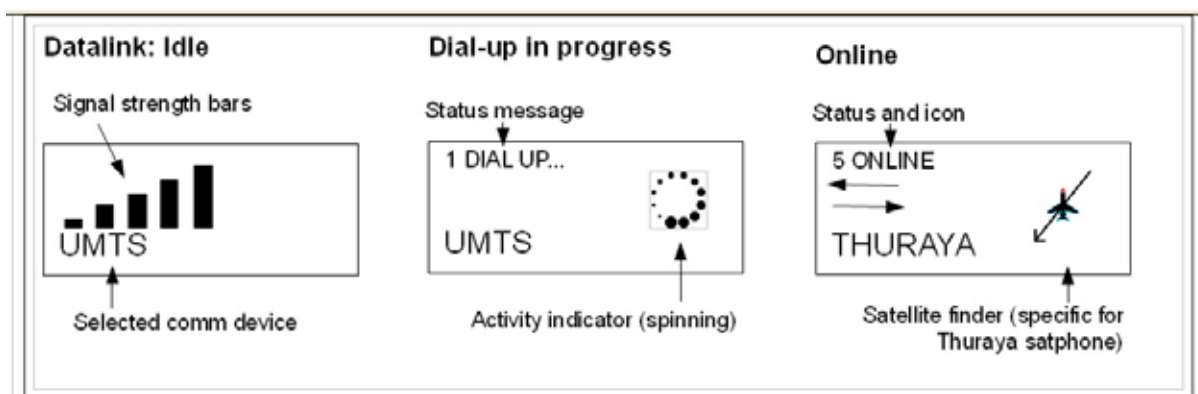 Datalink: Idle
Signal strength bars
UMTS
Selected comm device
Dial-up in progress
Status message
1 DIAL UP...
UMTS
Activity indicator (spinning)
Online
Status and icon
5 ONLINE
THURAYA
Satellite finder (specific for
Thuraya satphone)